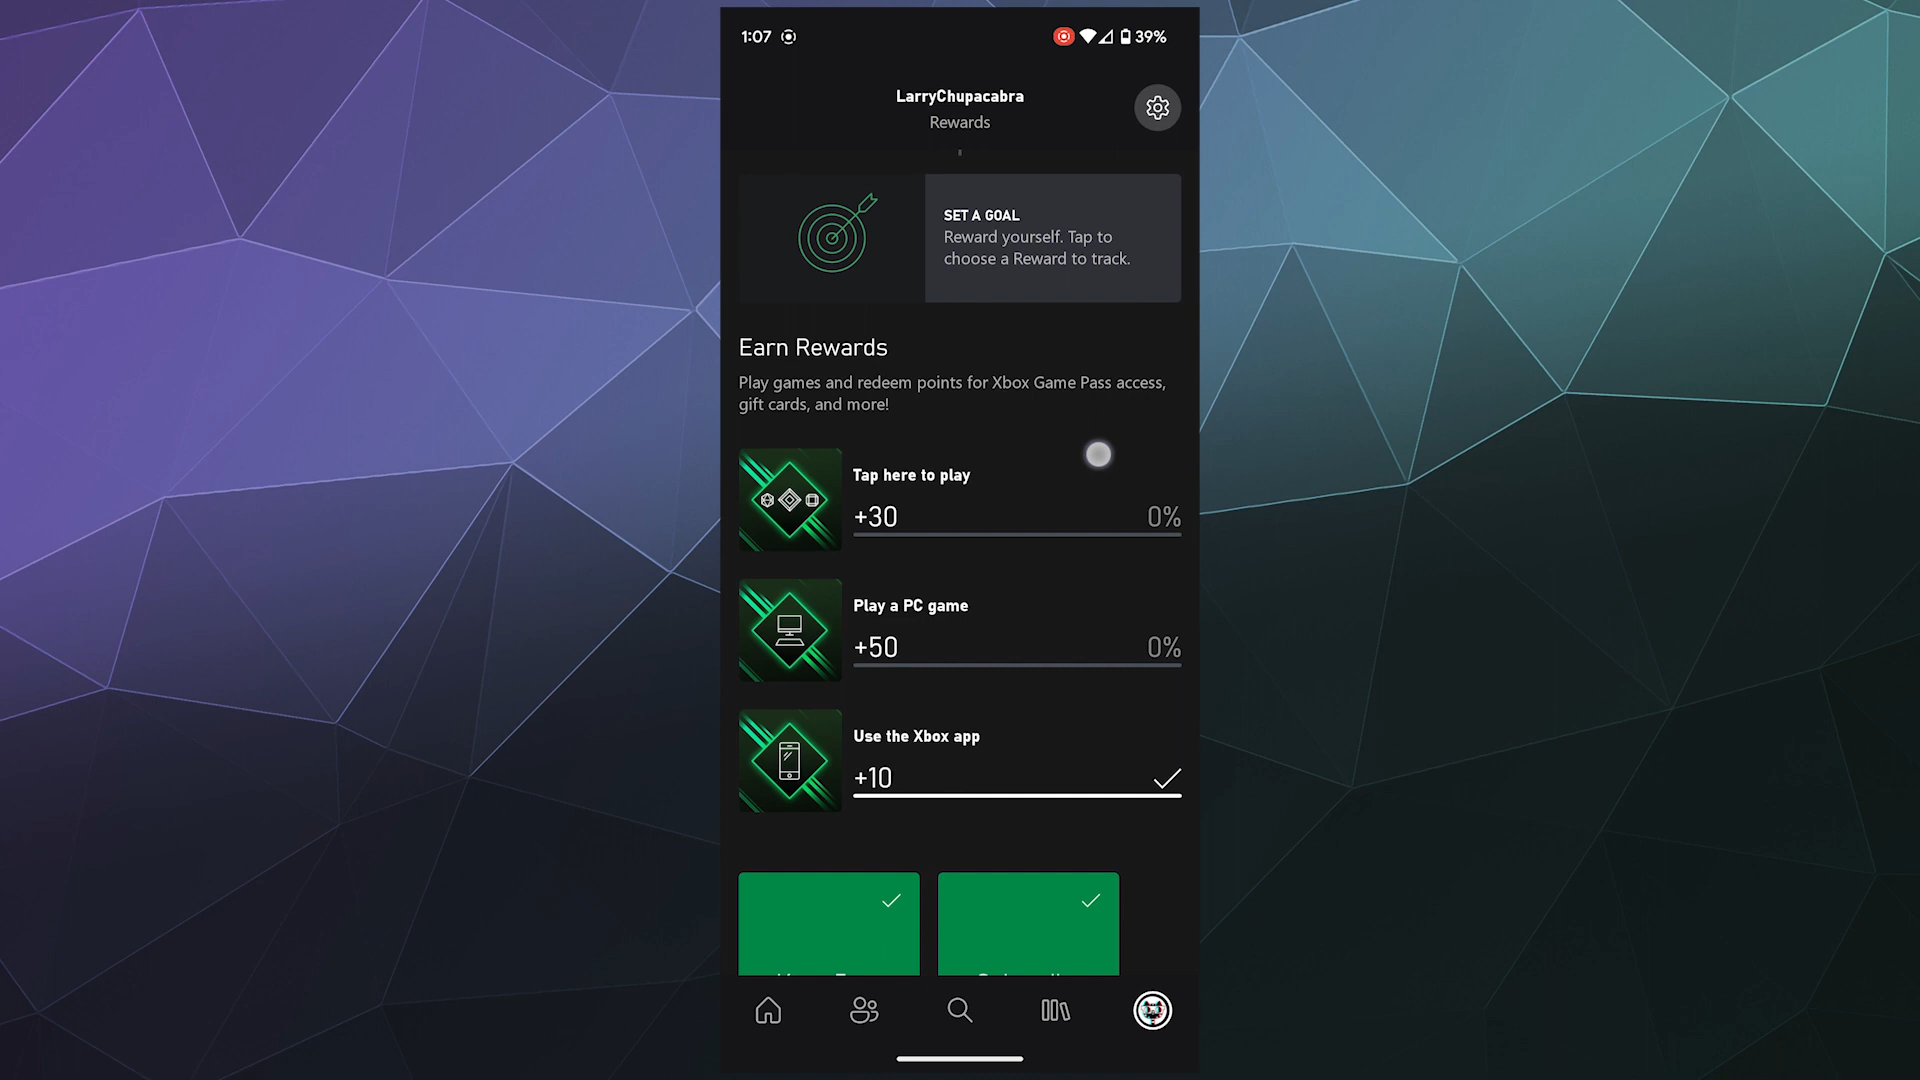 1:07
39%
LarryChupacabra
Rewards
SET A GOAL
Reward yourself. Tap to
choose a Reward to track.
Earn Rewards
Play games and redeem points for Xbox Game Pass access,
gift cards, and more!
Tap here to play
+30 0%
Play a PC game
+50 0%
Use the Xbox app
+10